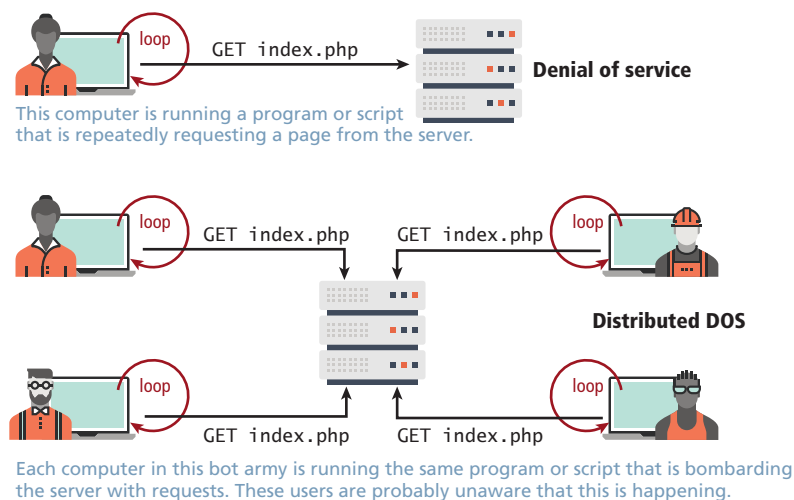 loop
GET index.php
Denial of service
This computer is running a program or script
that is repeatedly requesting a page from the server.
loop
GET index.php
GET index.php
loop
Distributed DOS
loop
GET index.php
GET index.php
loop
Each computer in this bot army is running the same program or script that is bombarding
the server with requests. These users are probably unaware that this is happening.